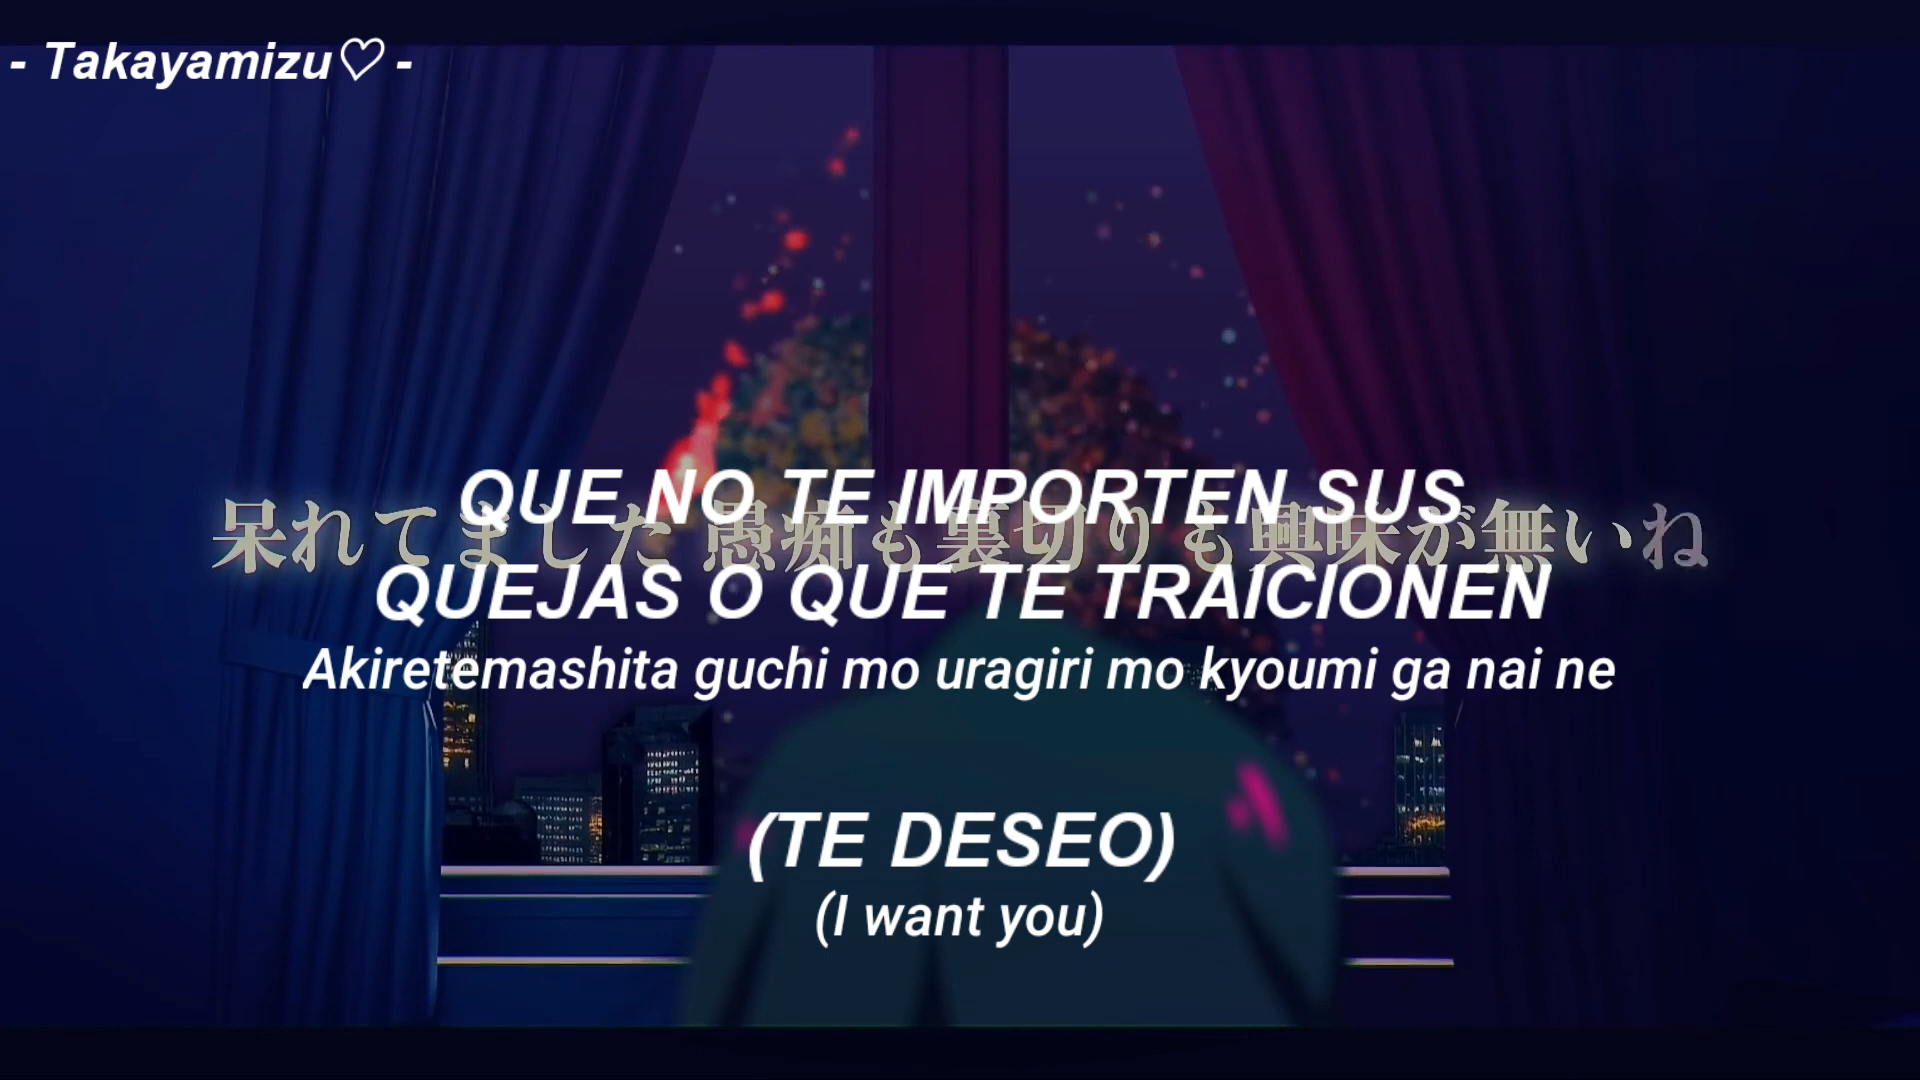 - Takayamizu♡ -
QUE NO TE IMPORTEN SUS
呆れてました 愚痴も裏切りも興味が無いね
QUEJAS O QUE TE TRAICIONEN
Akiretemashita guchi mo uragiri mo kyoumi ga nai ne
(TE DESEO)
(I want you)